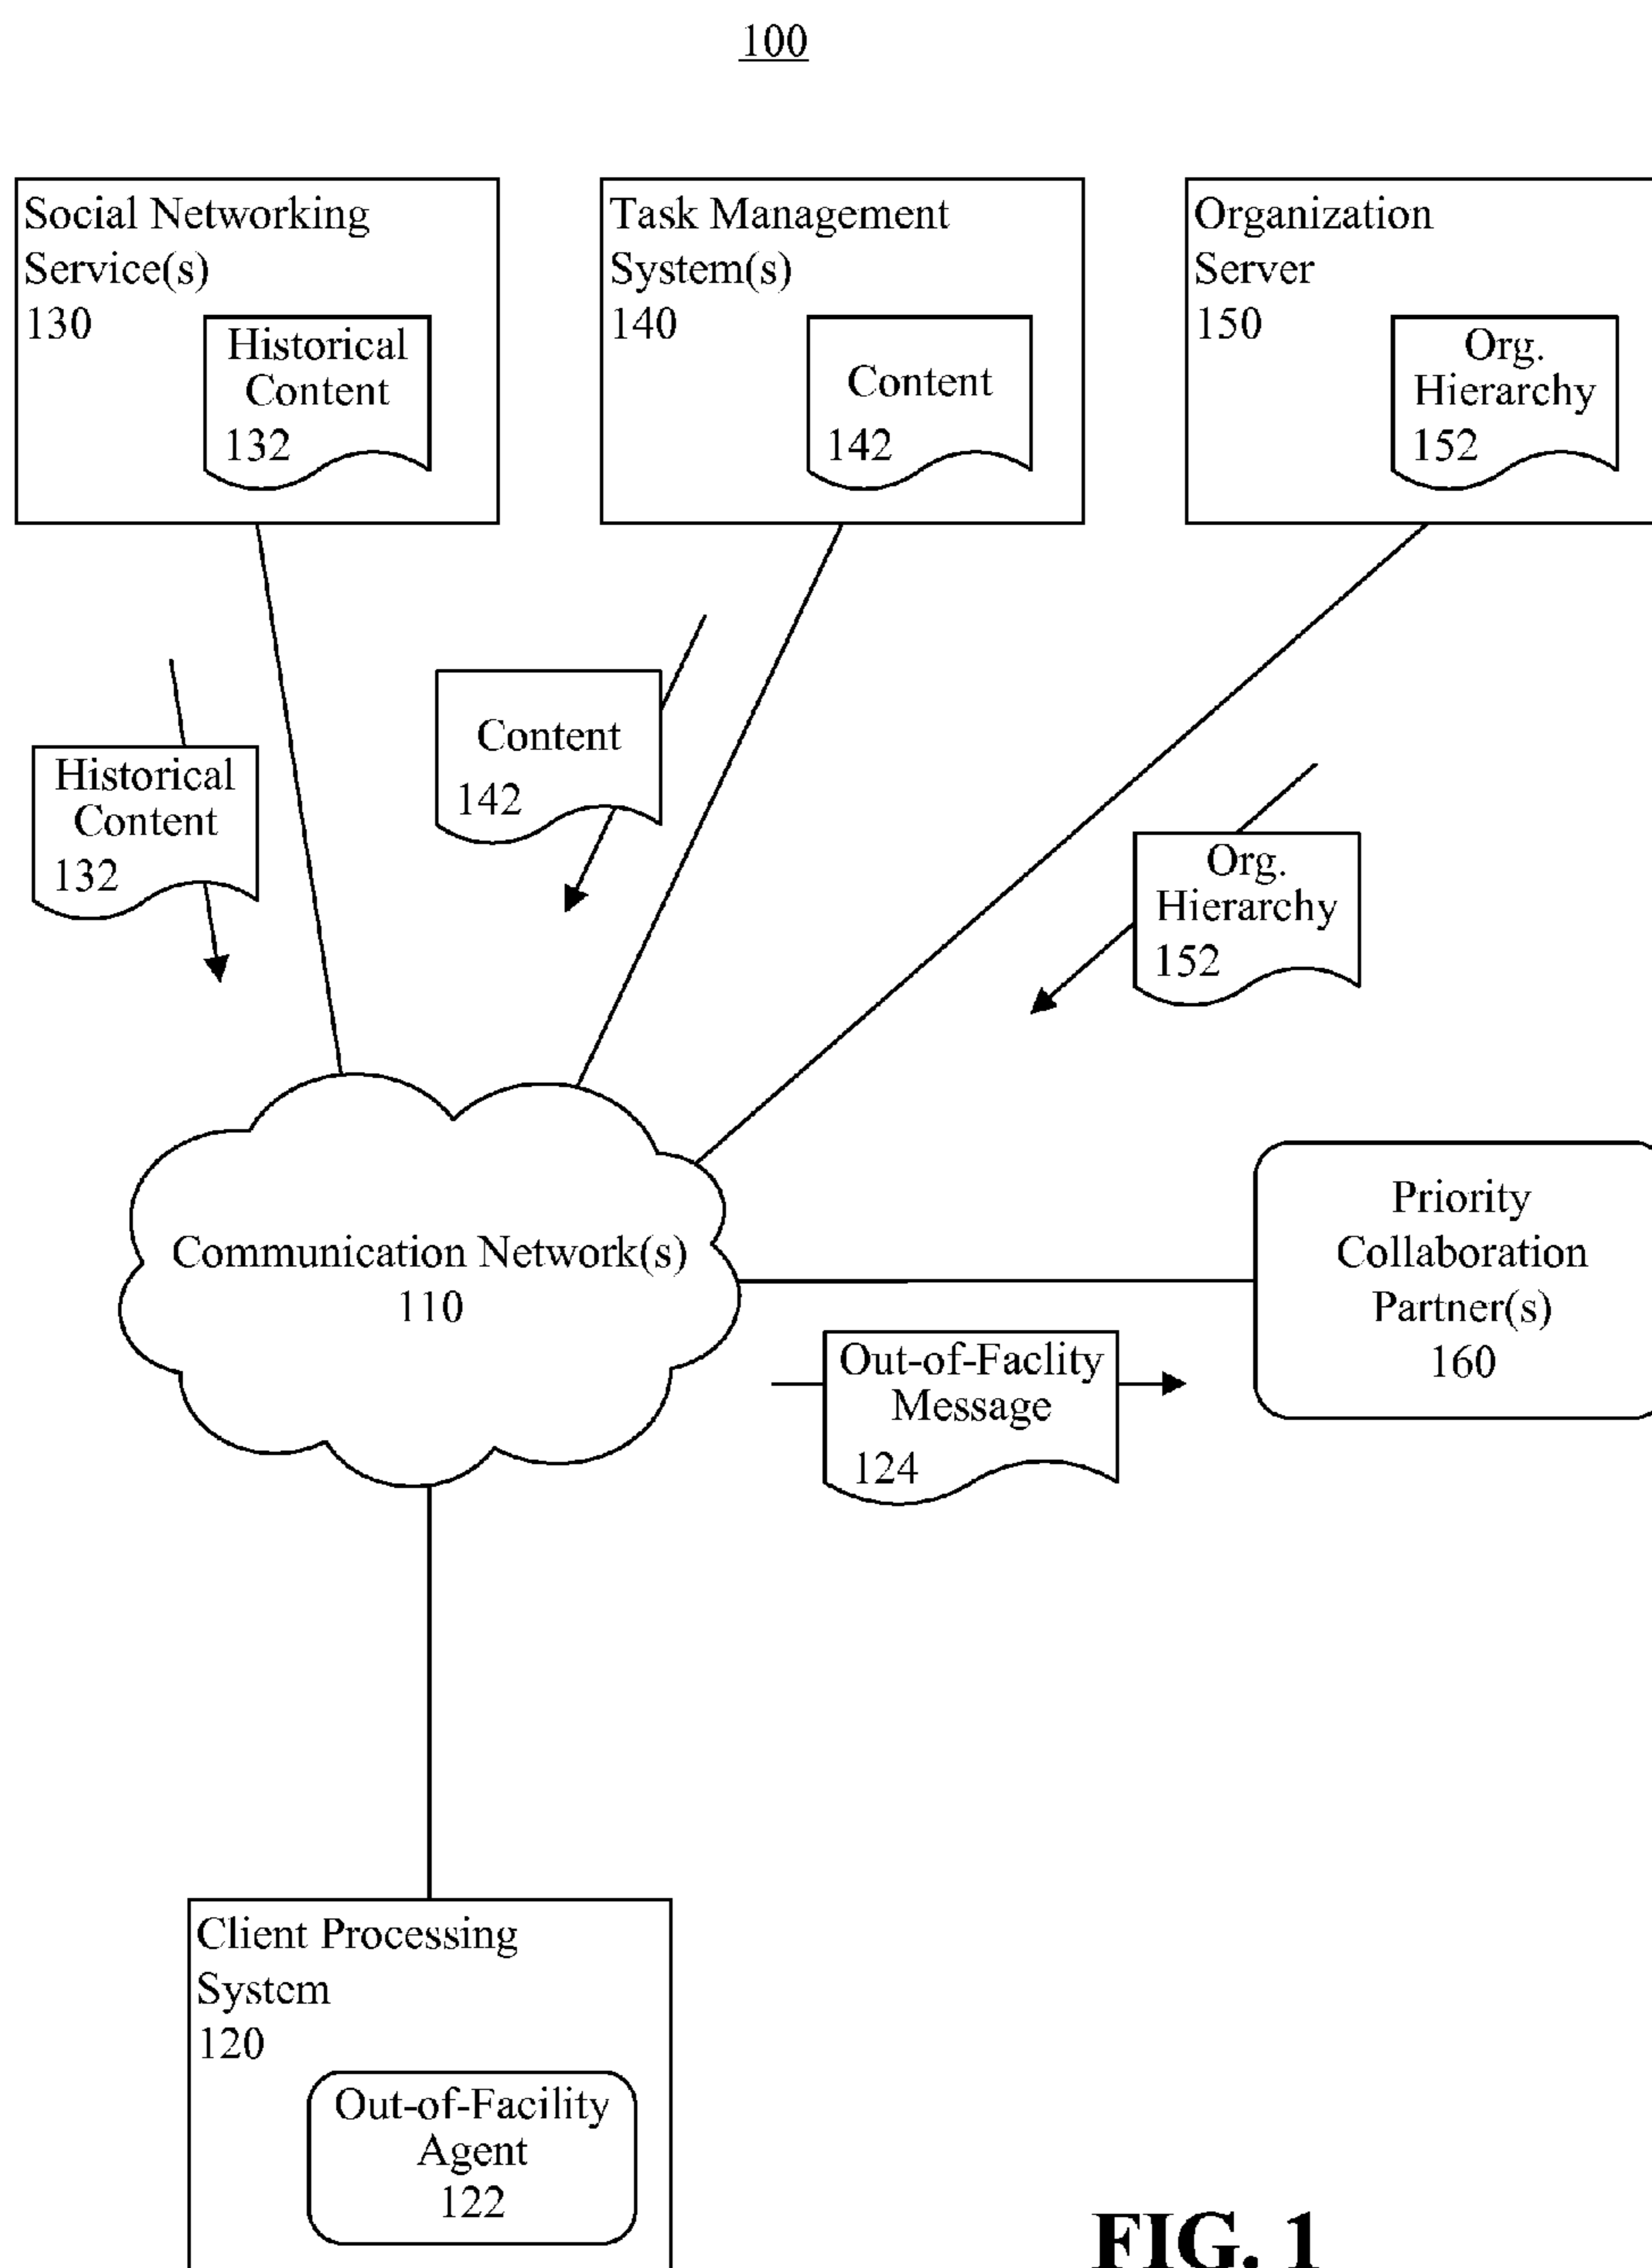 100
Social Networking
Service(s)
130
Historical
Content
132
Task Management
System(s)
140
Content
142
Organization
Server
150
Org.
Hierarchy
152
Historical
Content
132
Content
142
Org.
Hierarchy
152
Communication Network(s)
110
Priority
Collaboration
Partner(s)
160
Out-of-Faclity
Message
124
Client Processing
System
120
Out-of-Facility
Agent
122
FIG. 1